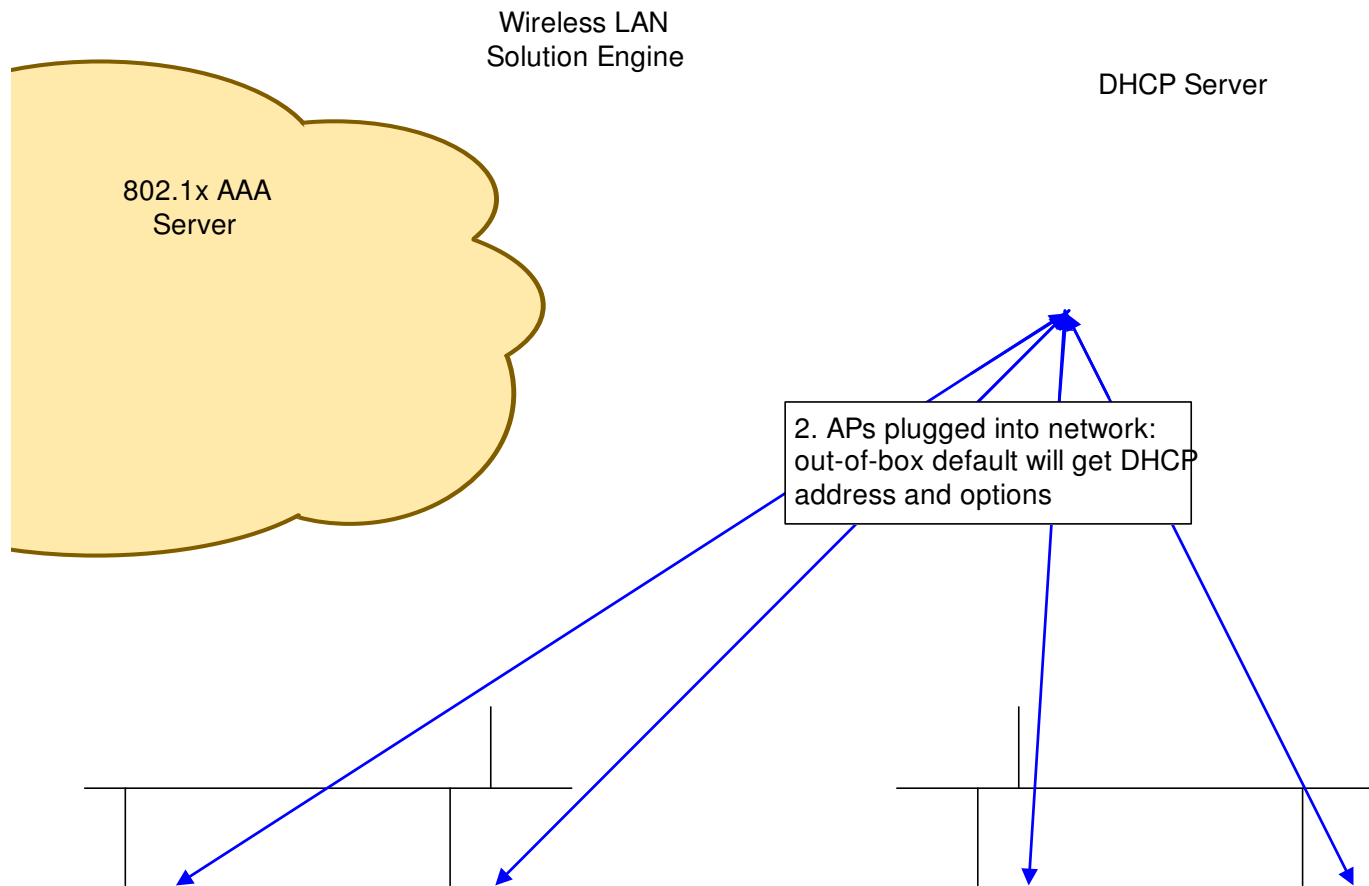 Wireless LAN
Solution Engine
DHCP Server
802.1x AAA
Server
2. APs plugged into network:
out-of-box default will get DHCP
address and options